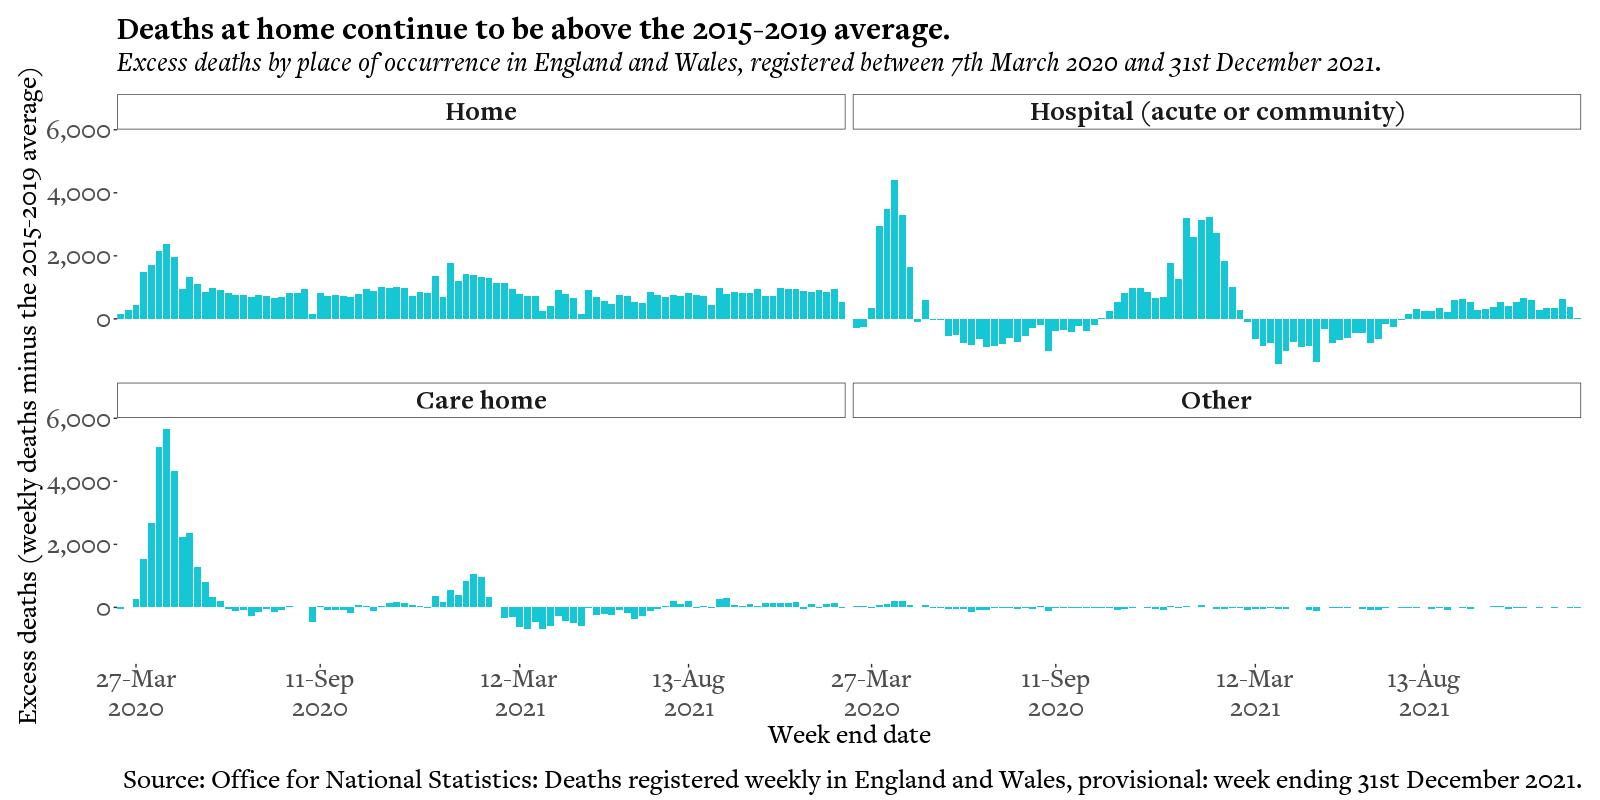 Deaths at home continue to be above the 2015-2019 average.
Excess deaths by place of occurrence in England and Wales, registered between 7th March 2020 and 31st December 2021.
Excess deaths (weekly deaths minus the 2015-2019 average)
Home
Hospital (acute or community)
6,000
4,000
2,000
0
Care home
Other
6,000
4,000
2,000
0
27-Mar 11-Sep 12-Mar 13-Aug 27-Mar 11-Sep 12-Mar 13-Aug
2020 2020 2021 2021 2020 2020 2021 2021
Week end date
Source: Office for National Statistics: Deaths registered weekly in England and Wales, provisional: week ending 31st December 2021.